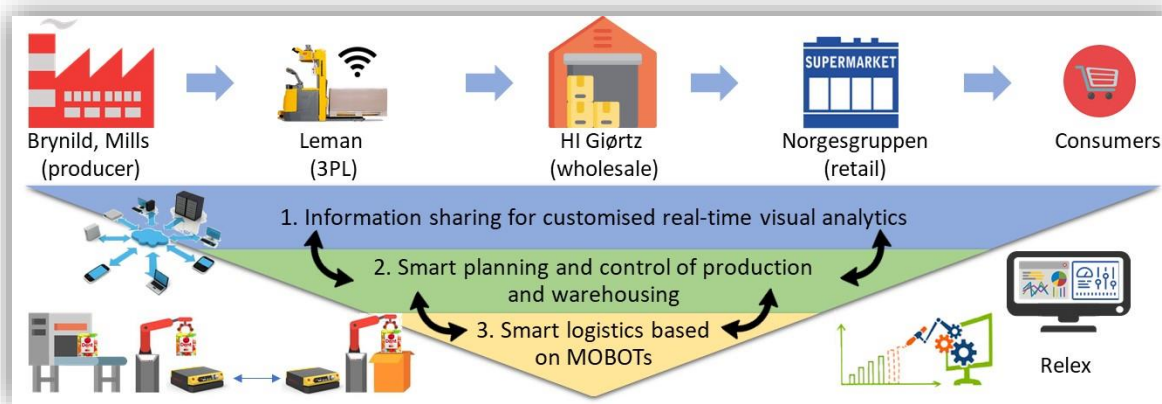 SUPERMARKET
Brynild, Mills
(producer)
Leman
(3PL)
HI Giørtz
(wholesale)
Norgesgruppen
(retail)
Consumers
1. Information sharing for customised real-time visual analytics
2. Smart planning and control of production
and warehousing
3. Smart logistics based
on MOBOTs
Relex